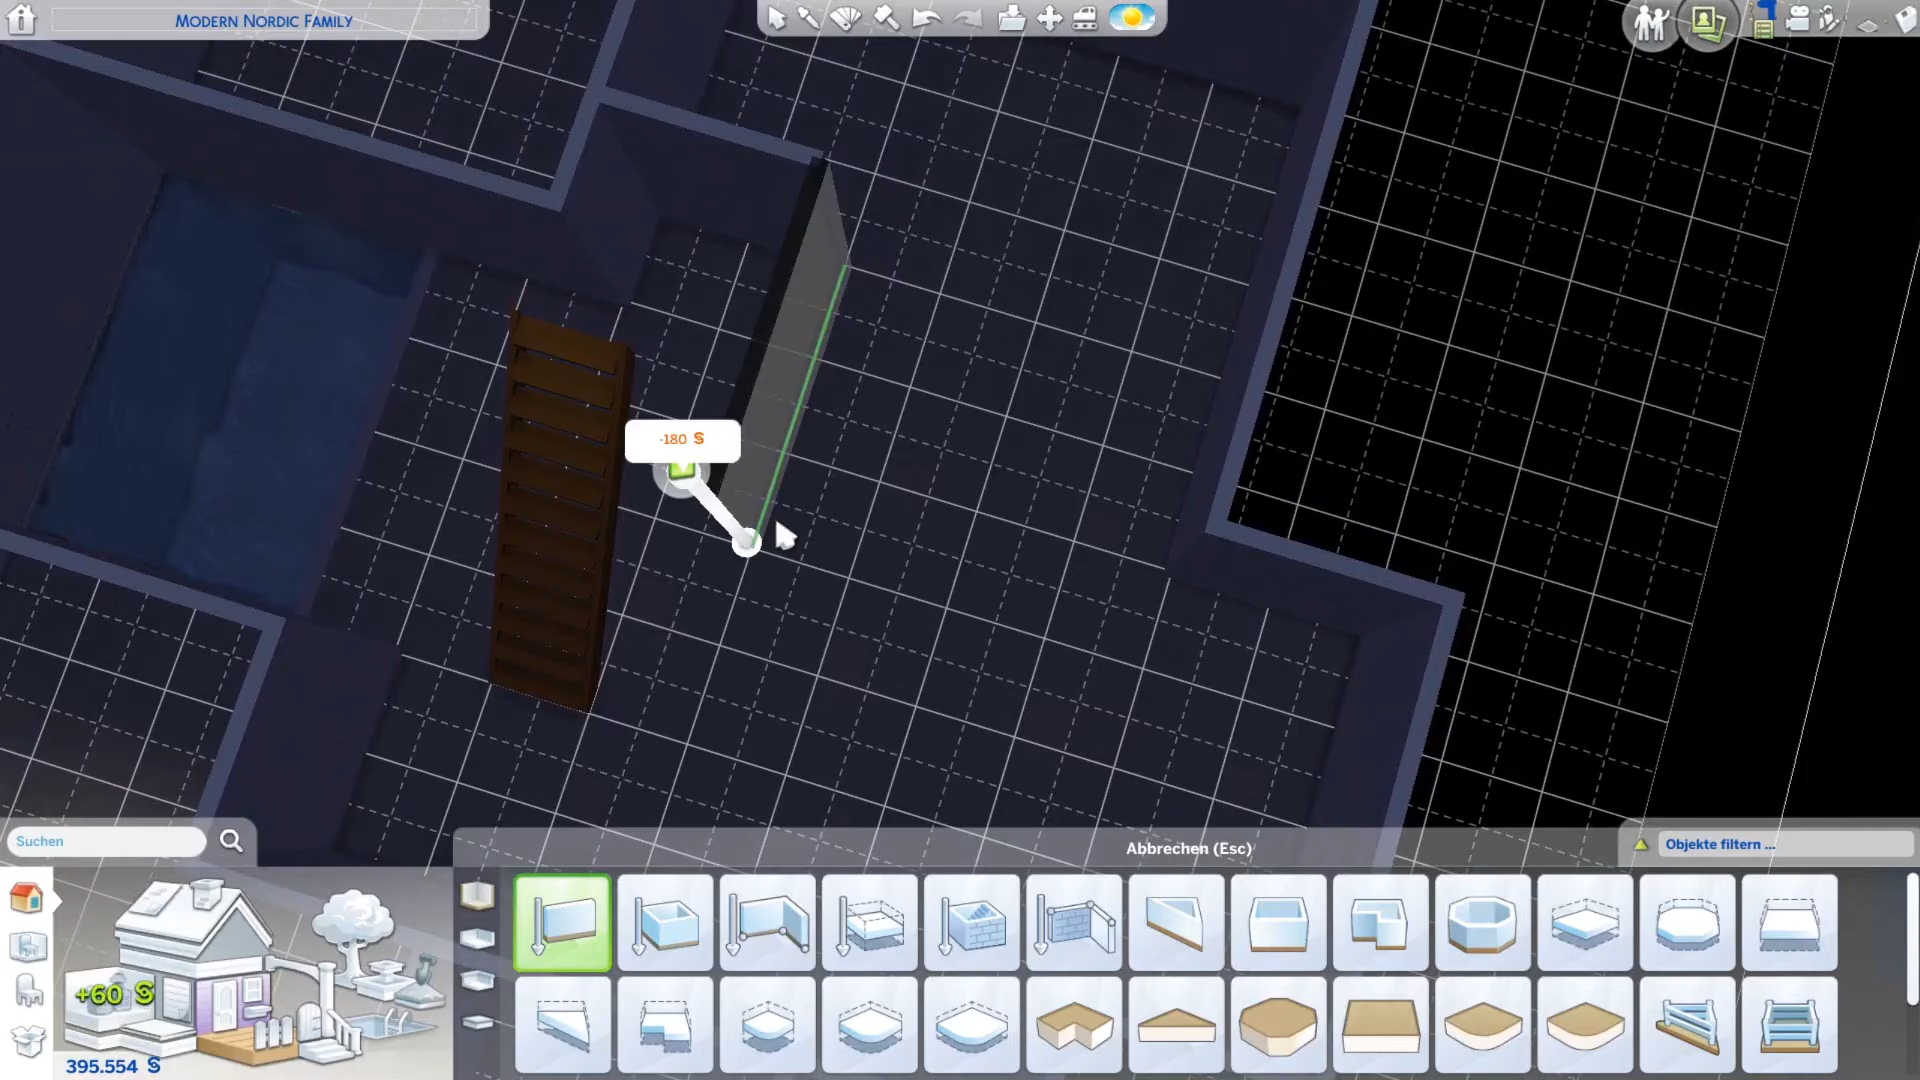 MODERN NORDIC FAMILY
-180 S
Suchen
Abbrechen (Esc)
Objekte filtern ...
+60 S
395.554 S